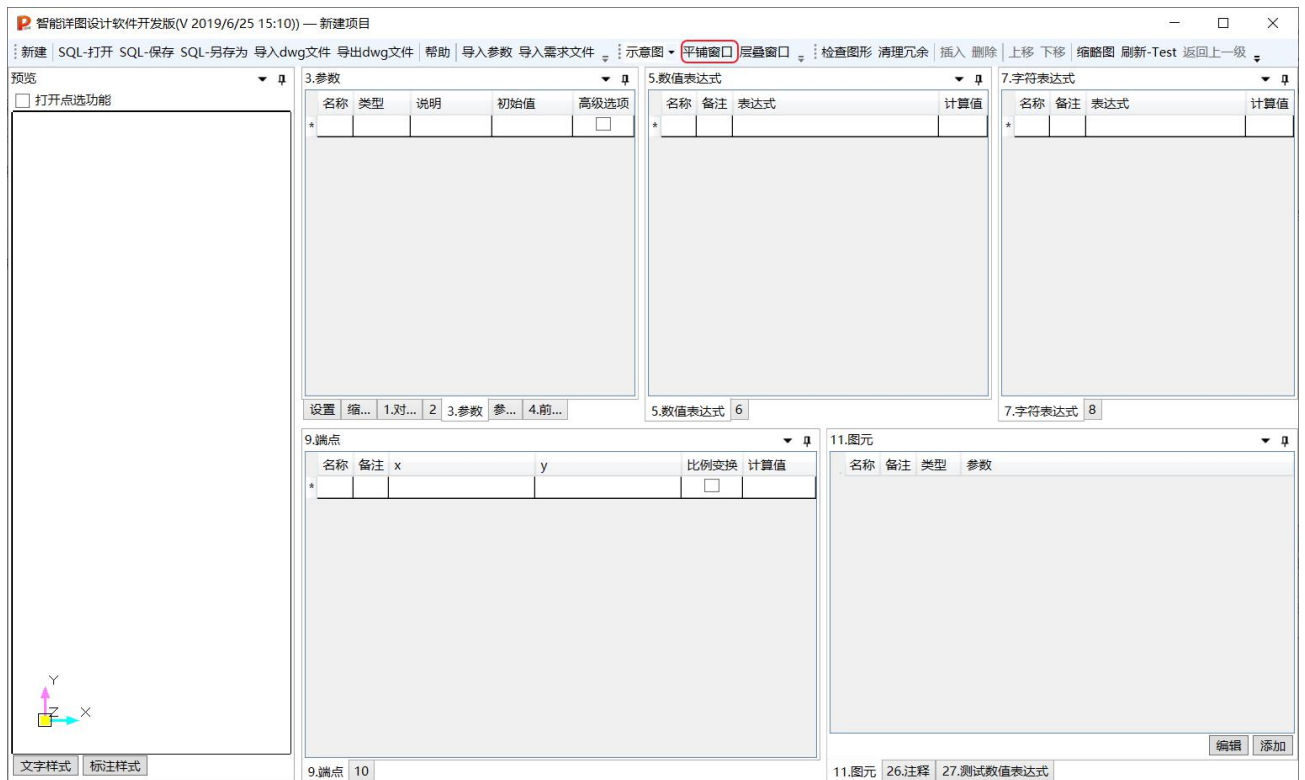 智能详图设计软件开发版(V 2019/6/25 15:10)) — 新建项目
新建 SQL-打开 SQL-保存 SQL-另存为 导入dwg文件 导出dwg文件 帮助 导入参数 导入需求文件 示意图 平铺窗口 层叠窗口 检查图形 清理冗余 插入 删除 上移 下移 缩略图 刷新-Test 返回上一级
预览 3.参数 5.数值表达式 7.字符表达式
打开点选功能
名称 类型 说明 初始值 高级选项 名称 备注 表达式 计算值 名称 备注 表达式 计算值
* * *
设置 缩... 1.对... 2 3.参数 参... 4.前... 5.数值表达式 6 7.字符表达式 8
9.端点 11.图元
名称 备注 x y 比例变换 计算值 名称 备注 类型 参数
*
Y
Z X
编辑 添加
文字样式 标注样式
9.端点 10 11.图元 26.注释 27.测试数值表达式